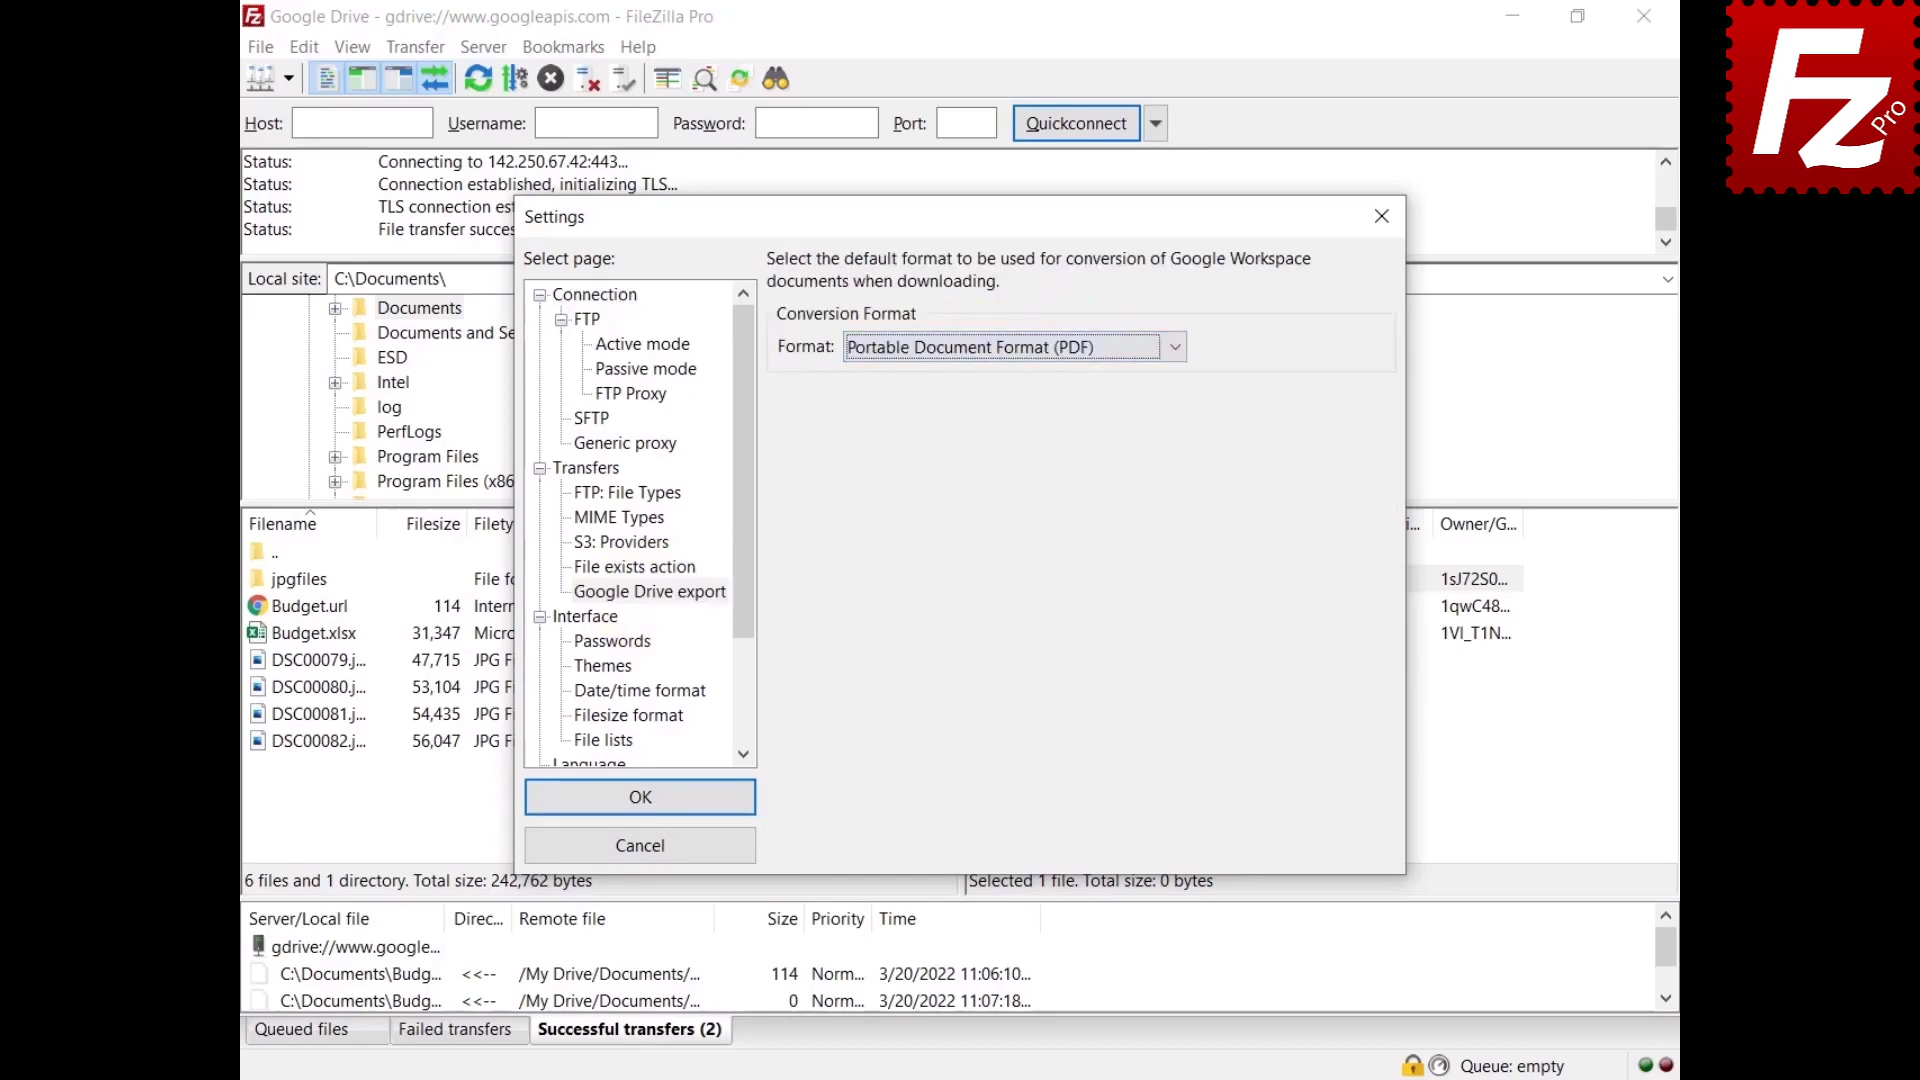 Google Drive - gdrive://www.googleapis.com - FileZilla Pro
File Edit View Transfer Server Bookmarks Help
Host: Username: Password: Port: Quickconnect
Status: Connecting to 142.250.67.42:443...
Status: Connection established, initializing TLS...
Status: TLS connection est
Status: File transfer succes
Local site: C:\Documents\
Documents
Documents and Se
ESD
Intel
log
PerfLogs
Program Files
Program Files (x86
Filename Filesize Filety
..
jpgfiles File fo
Budget.url 114 Intern
Budget.xlsx 31,347 Micro
DSC00079.j... 47,715 JPG Fi
DSC00080.j... 53,104 JPG Fi
DSC00081.j... 54,435 JPG Fi
DSC00082.j... 56,047 JPG Fi
6 files and 1 directory. Total size: 242,762 bytes
Settings
Select page:
Connection
FTP
Active mode
Passive mode
FTP Proxy
SFTP
Generic proxy
Transfers
FTP: File Types
MIME Types
S3: Providers
File exists action
Google Drive export
Interface
Passwords
Themes
Date/time format
Filesize format
File lists
Language
OK
Cancel
Select the default format to be used for conversion of Google Workspace
documents when downloading.
Conversion Format
Format: Portable Document Format (PDF)
i... Owner/G...
1sJ72S0...
1qwC48...
1VI_T1N...
Selected 1 file. Total size: 0 bytes
Server/Local file Direc... Remote file Size Priority Time
gdrive://www.google...
C:\Documents\Budg... <<-- /My Drive/Documents/... 114 Norm... 3/20/2022 11:06:10...
C:\Documents\Budg... <<-- /My Drive/Documents/... 0 Norm... 3/20/2022 11:07:18...
Queued files Failed transfers Successful transfers (2)
Queue: empty
Fz Pro